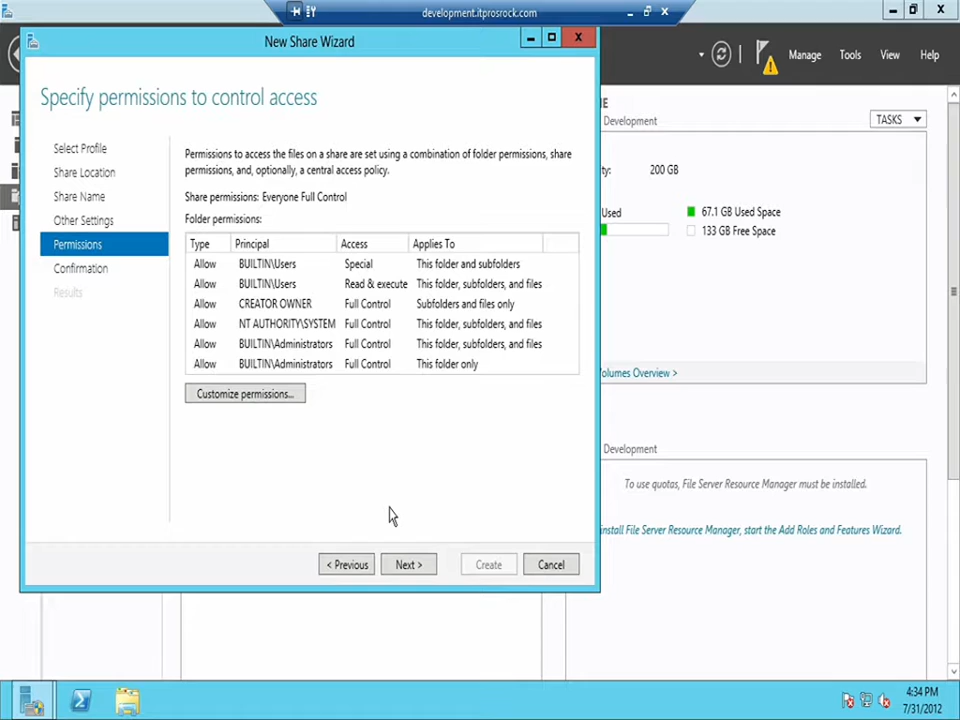 development.itprosrock.com
New Share Wizard
Manage Tools View Help
Specify permissions to control access
Select Profile
Share Location
Share Name
Other Settings
Permissions
Confirmation
Results
Permissions to access the files on a share are set using a combination of folder permissions, share
permissions, and, optionally, a central access policy.
Share permissions: Everyone Full Control
Folder permissions:
Type Principal Access Applies To
Allow BUILTIN\Users Special This folder and subfolders
Allow BUILTIN\Users Read & execute This folder, subfolders, and files
Allow CREATOR OWNER Full Control Subfolders and files only
Allow NT AUTHORITY\SYSTEM Full Control This folder, subfolders, and files
Allow BUILTIN\Administrators Full Control This folder, subfolders, and files
Allow BUILTIN\Administrators Full Control This folder only
Customize permissions...
< Previous Next > Create Cancel
Development
TASKS
ty: 200 GB
Used
67.1 GB Used Space
133 GB Free Space
olumes Overview >
Development
To use quotas, File Server Resource Manager must be installed.
install File Server Resource Manager, start the Add Roles and Features Wizard.
4:34 PM
7/31/2012